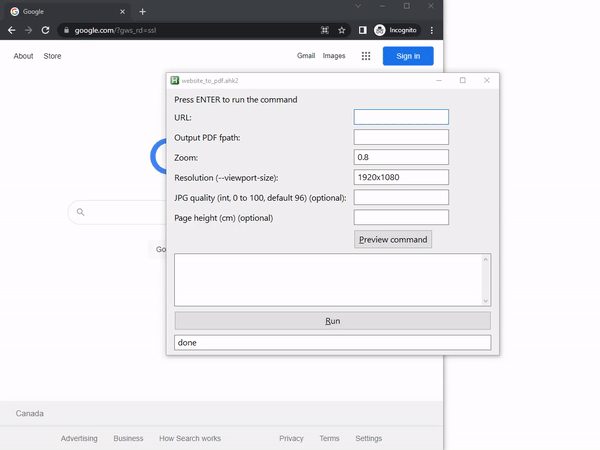 Google
google.com/?gws_rd=ssl
Incognito
About Store
Gmail Images
Sign in
website_to_pdf.ahk2
Press ENTER to run the command
URL:
Output PDF fpath:
Zoom: 0.8
Resolution (--viewport-size): 1920x1080
JPG quality (int, 0 to 100, default 96) (optional):
Page height (cm) (optional)
Preview command
Go
Run
done
Canada
Advertising Business How Search works Privacy Terms Settings